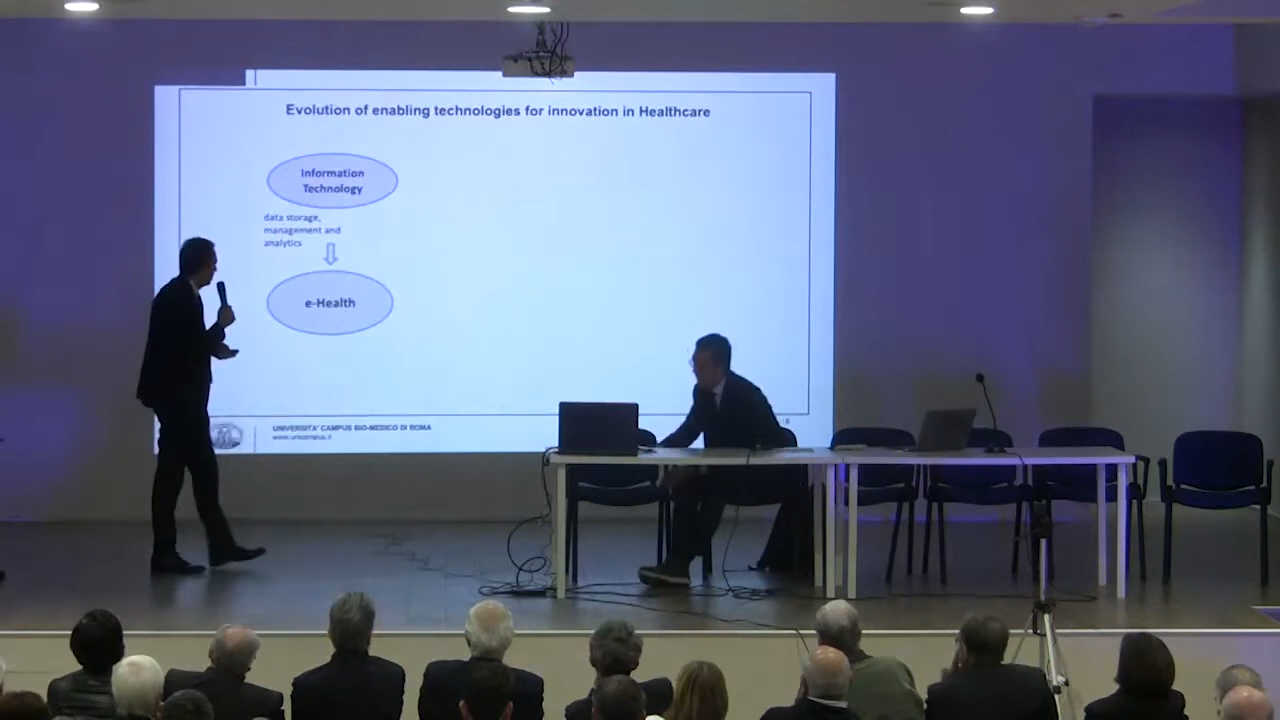 Evolution of enabling technologies for innovation in Healthcare
Information
Technology
data storage,
management and
analytics
e-Health
UNIVERSITA' CAMPUS BIO-MEDICO DI ROMA
www.unicampus.it